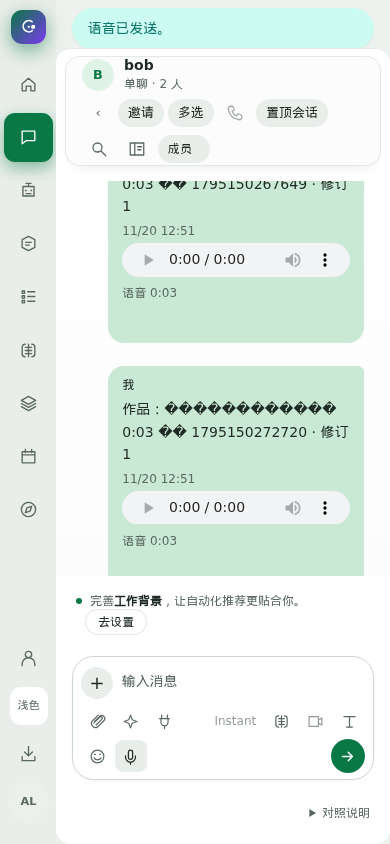 语音已发送。
B
bob
单聊 · 2 人
邀请
多选
置顶会话
成员
0:03 �� 1795150267649 · 修订
1
11/20 12:51
0:00 / 0:00
语音 0:03
我
作品：������������
0:03 �� 1795150272720 · 修订
1
11/20 12:51
0:00 / 0:00
语音 0:03
完善工作背景，让自动化推荐更贴合你。
去设置
输入消息
Instant
浅色
AL
对照说明